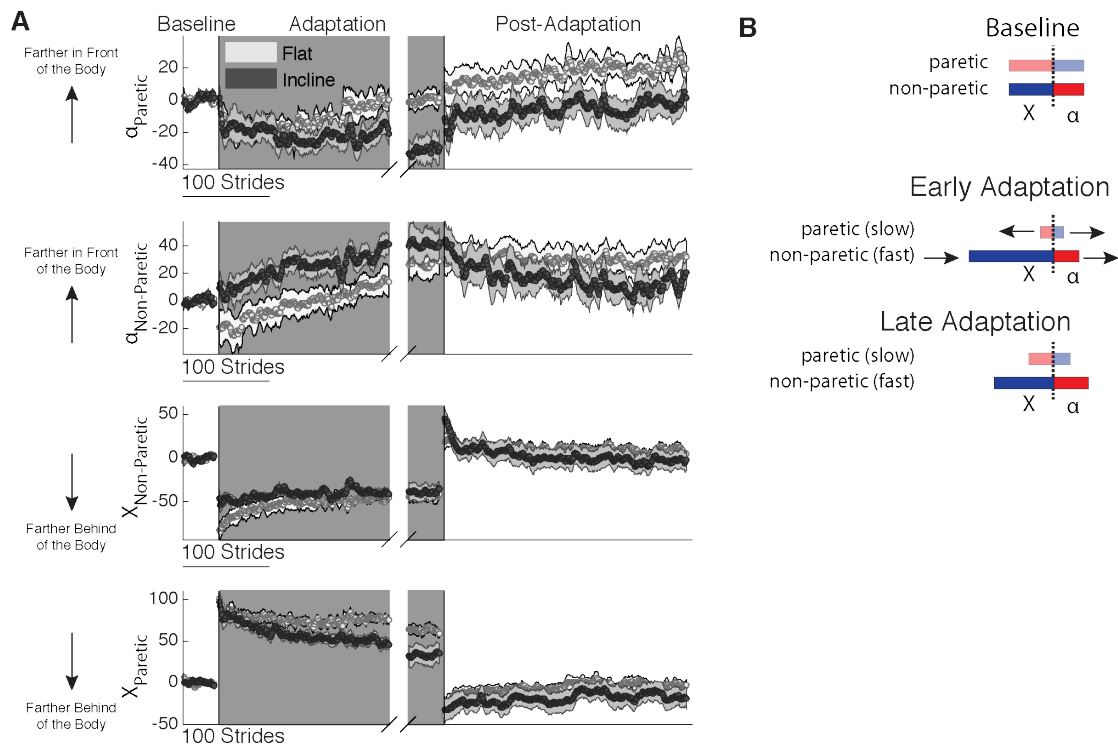 A
Baseline
Adaptation
Post-Adaptation
Farther in Front
of the Body
αParetic
20
0
-20
-40
Flat
Incline
100 Strides
Farther in Front
of the Body
αNon-Paretic
40
20
0
-20
100 Strides
Farther Behind
of the Body
XNon-Paretic
50
0
-50
100 Strides
Farther Behind
of the Body
XParetic
100
50
0
-50
100 Strides
B
Baseline
paretic
non-paretic
X
α
Early Adaptation
paretic (slow)
non-paretic (fast)
X
α
Late Adaptation
paretic (slow)
non-paretic (fast)
X
α